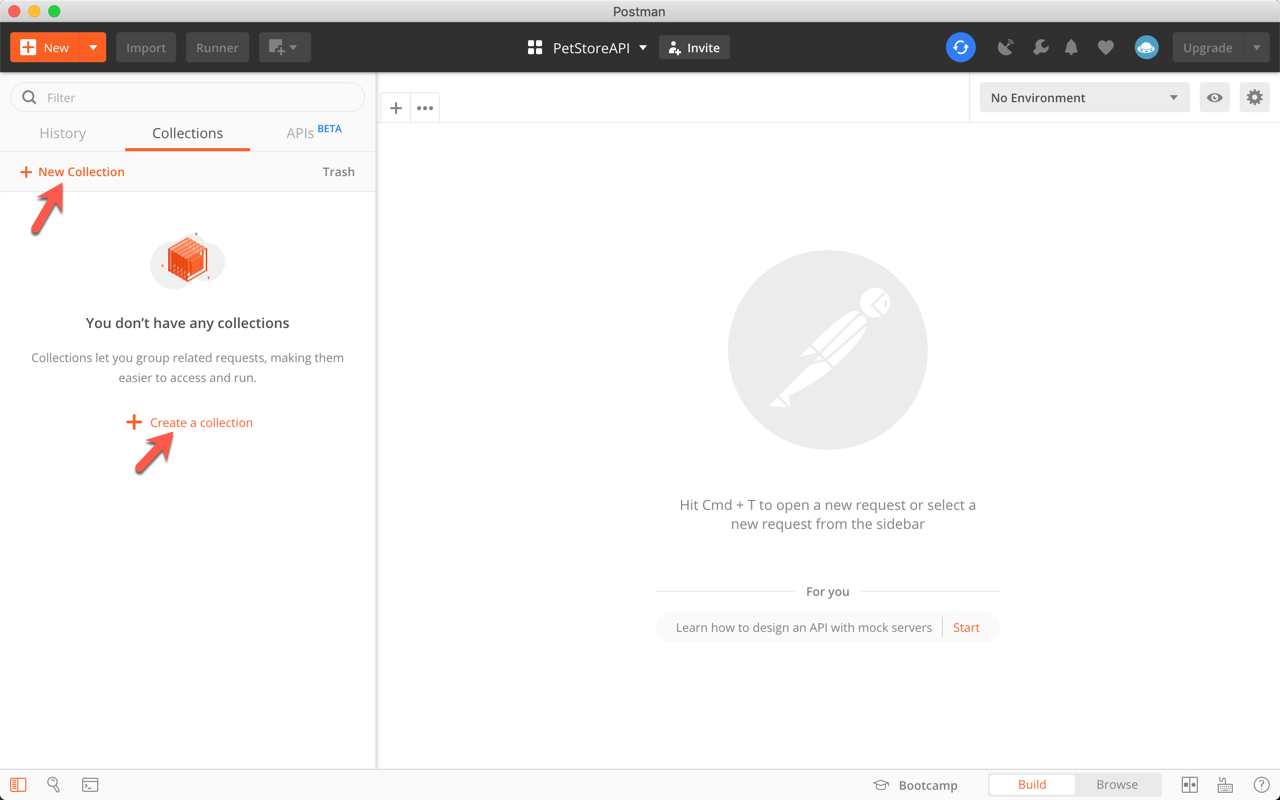 Postman
New
Import
Runner
PetStoreAPI
Invite
Upgrade
Filter
History
Collections
APIs BETA
New Collection
Trash
You don’t have any collections
Collections let you group related requests, making them
easier to access and run.
Create a collection
No Environment
Hit Cmd + T to open a new request or select a
new request from the sidebar
For you
Learn how to design an API with mock servers
Start
Bootcamp
Build
Browse